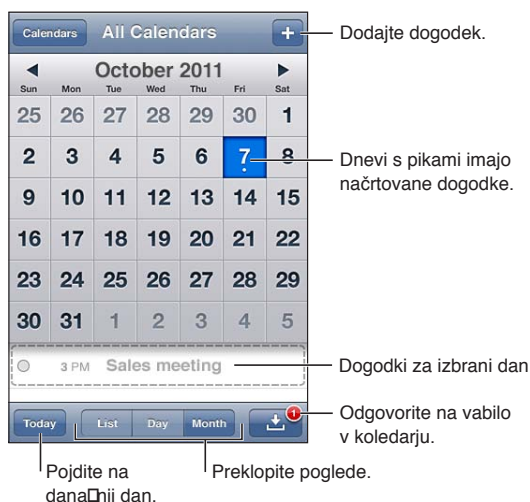 Calendars All Calendars +
October 2011
Sun Mon Tue Wed Thu Fri Sat
25 26 27 28 29 30 1
2 3 4 5 6 7 8
9 10 11 12 13 14 15
16 17 18 19 20 21 22
23 24 25 26 27 28 29
30 31 1 2 3 4 5
3 PM Sales meeting
Today List Day Month 1
Dodajte dogodek.
Dnevi s pikami imajo
načrtovane dogodke.
Dogodki za izbrani dan
Odgovorite na vabilo
v koledarju.
Preklopite poglede.
Pojdite na
dana□nji dan.